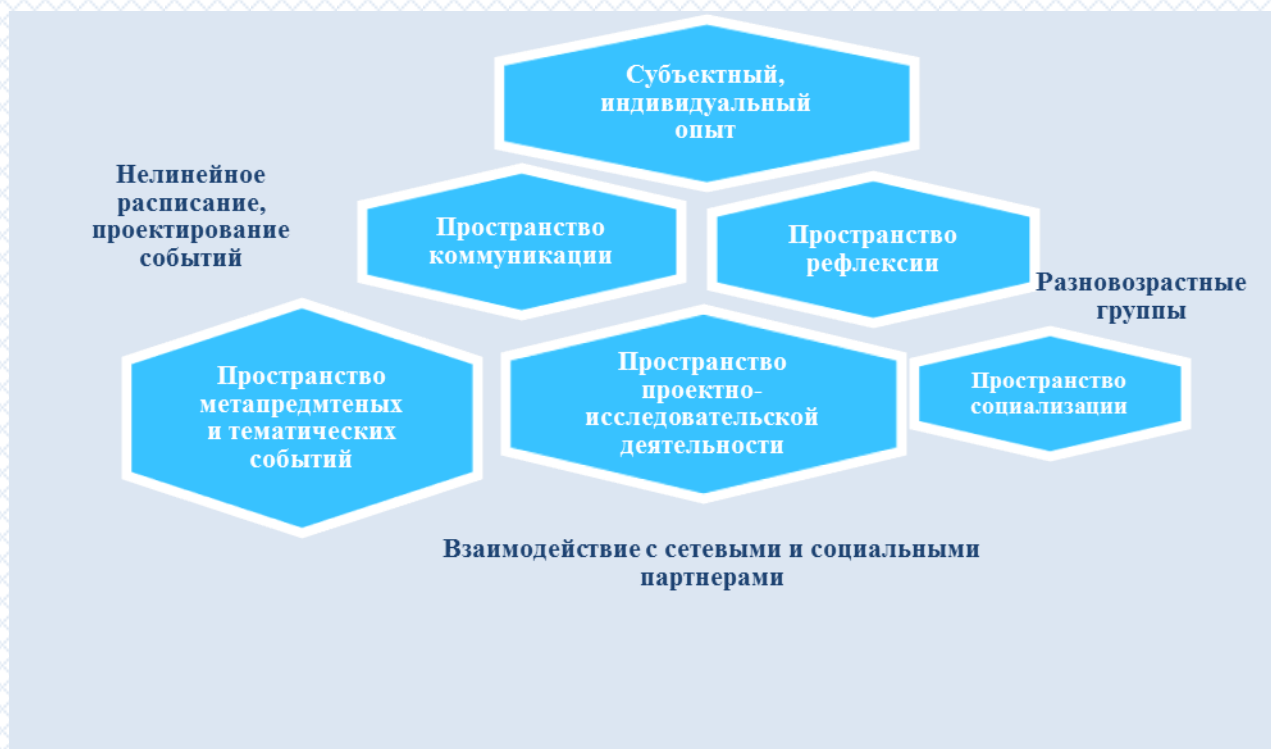 Субъектный,
индивидуальный
опыт
Нелинейное
расписание,
проектирование
событий
Пространство
коммуникации
Пространство
рефлексии
Разновозрастные
группы
Пространство
метапредмтеных
и тематических
событий
Пространство
проектно-
исследовательской
деятельности
Пространство
социализации
Взаимодействие с сетевыми и социальными
партнерами